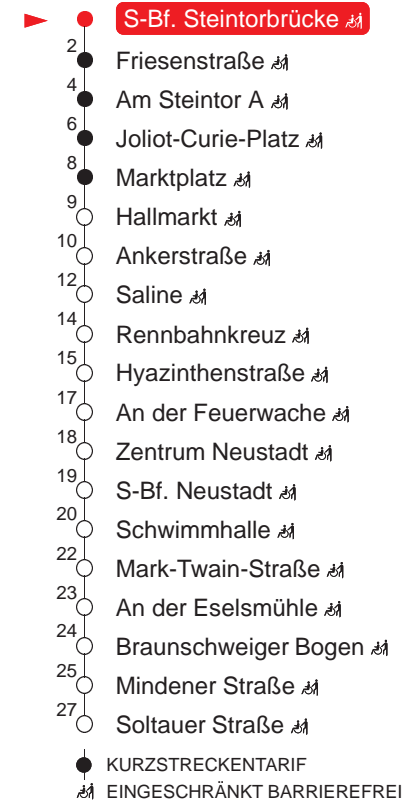 S-Bf. Steintorbrücke
2 Friesenstraße
4 Am Steintor A
6 Joliot-Curie-Platz
8 Marktplatz
9 Hallmarkt
10 Ankerstraße
12 Saline
14 Rennbahnkreuz
15 Hyazinthenstraße
17 An der Feuerwache
18 Zentrum Neustadt
19 S-Bf. Neustadt
20 Schwimmhalle
22 Mark-Twain-Straße
23 An der Eselsmühle
24 Braunschweiger Bogen
25 Mindener Straße
27 Soltauer Straße
KURZSTRECKENTARIF
EINGESCHRÄNKT BARRIEREFREI